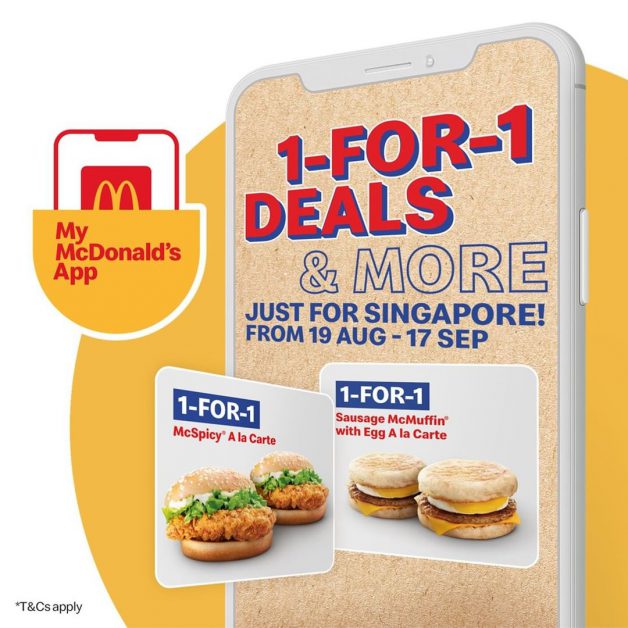 My
McDonald's
App
1-FOR-1
DEALS
& MORE
JUST FOR SINGAPORE!
FROM 19 AUG - 17 SEP
1-FOR-1
McSpicy® A la Carte
1-FOR-1
Sausage McMuffin®
with Egg A la Carte
*T&Cs apply